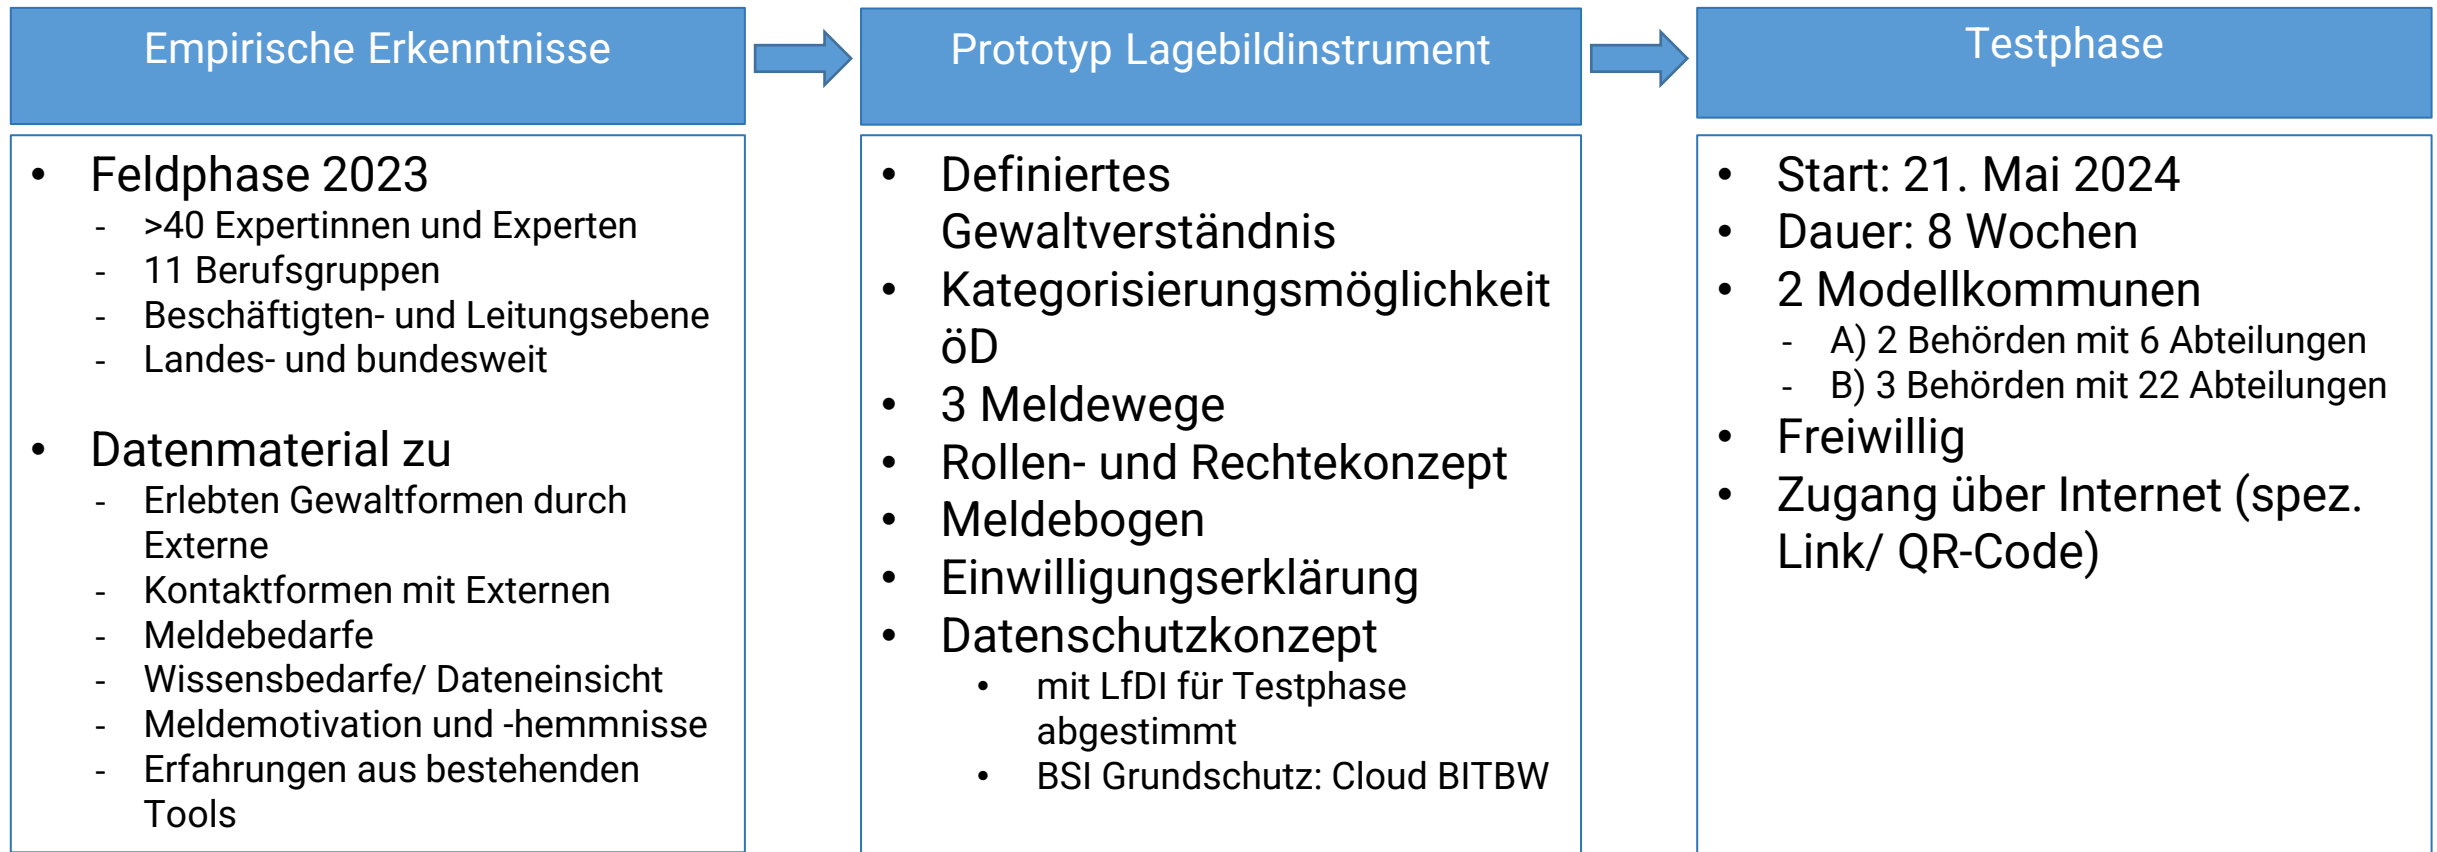 Empirische Erkenntnisse
• Feldphase 2023
- >40 Expertinnen und Experten
- 11 Berufsgruppen
- Beschäftigten- und Leitungsebene
- Landes- und bundesweit
• Datenmaterial zu
- Erlebten Gewaltformen durch
Externe
- Kontaktformen mit Externen
- Meldebedarfe
- Wissensbedarfe/ Dateneinsicht
- Meldemotivation und -hemmnisse
- Erfahrungen aus bestehenden
Tools
Prototyp Lagebildinstrument
• Definiertes
Gewaltverständnis
• Kategorisierungsmöglichkeit
öD
• 3 Meldewege
• Rollen- und Rechtekonzept
• Meldebogen
• Einwilligungserklärung
• Datenschutzkonzept
• mit LfDI für Testphase
abgestimmt
• BSI Grundschutz: Cloud BITBW
Testphase
• Start: 21. Mai 2024
• Dauer: 8 Wochen
• 2 Modellkommunen
- A) 2 Behörden mit 6 Abteilungen
- B) 3 Behörden mit 22 Abteilungen
• Freiwillig
• Zugang über Internet (spez.
Link/ QR-Code)